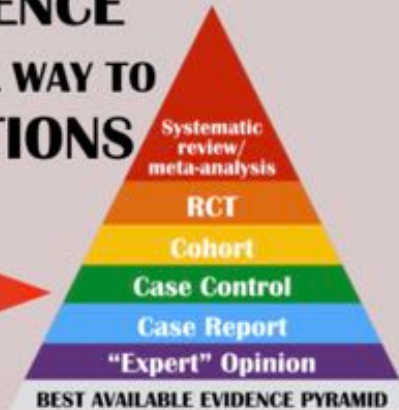 ENCE
WAY TO
TIONS
Systematic
review/
meta-analysis
RCT
Cohort
Case Control
Case Report
"Expert" Opinion
BEST AVAILABLE EVIDENCE PYRAMID